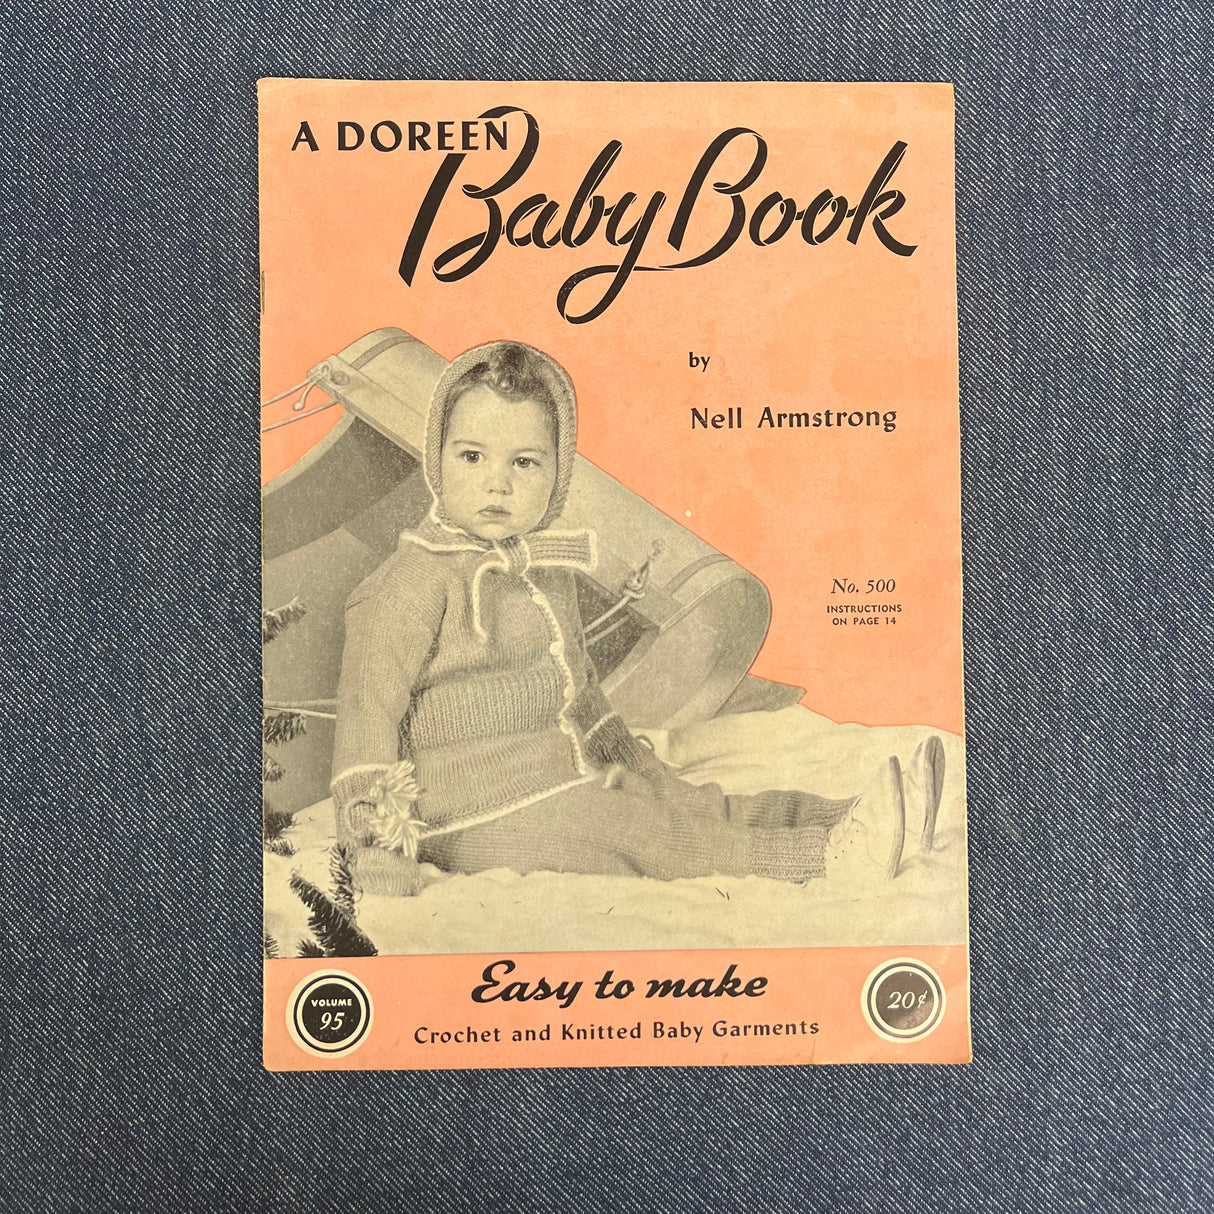 A DOREEN
Baby Book
by
Nell Armstrong
No. 500
INSTRUCTIONS
ON PAGE 14
Easy to make
Crochet and Knitted Baby Garments
VOLUME
95
20¢